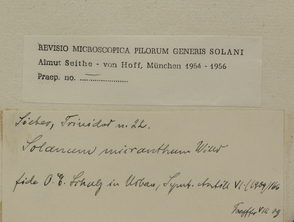 REVISIO MICROSCOPICA PILORUM GENERIS SOLANI
Almut Seithe - von Hoff, München 1954 - 1956
Praep. no.
Sieber, Trinidad n. 22.
Solanum micranthum Willd
fide O. E. Schulz in Urban, Symb. Antill. VI (1909)